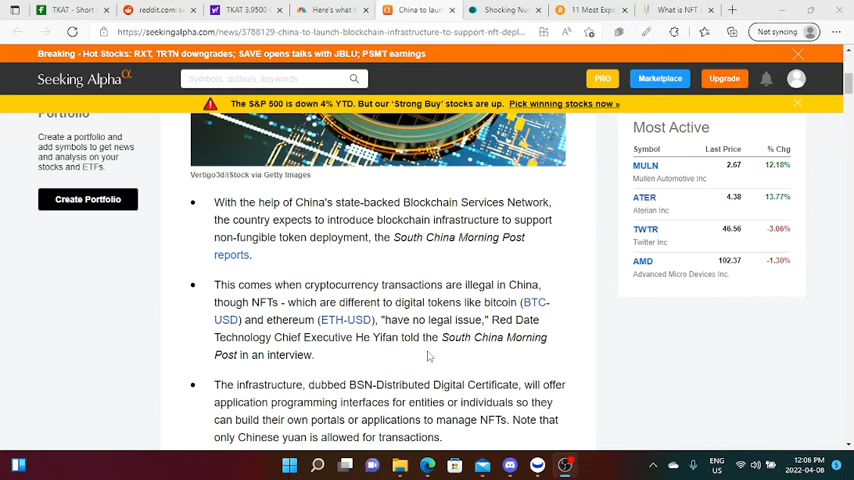 TKAT - Short S
reddit.com: se
TKAT 3.9500
Here's what h
China to laun
Shocking Num
11 Most Expe
What is NFT
https://seekingalpha.com/news/3788129-china-to-launch-blockchain-infrastructure-to-support-nft-depl...
Not syncing
Breaking - Hot Stocks: RXT, TRTN downgrades; SAVE opens talks with JBLU; PSMT earnings
Seeking Alpha α
Symbols, authors, keywords
PRO
Marketplace
Upgrade
The S&P 500 is down 4% YTD. But our 'Strong Buy' stocks are up. Pick winning stocks now »
Portfolio
Create a portfolio and
add symbols to get news
and analysis on your
stocks and ETFs.
Create Portfolio
Vertigo3d/iStock via Getty Images
With the help of China's state-backed Blockchain Services Network,
the country expects to introduce blockchain infrastructure to support
non-fungible token deployment, the South China Morning Post
reports.
This comes when cryptocurrency transactions are illegal in China,
though NFTs - which are different to digital tokens like bitcoin (BTC-
USD) and ethereum (ETH-USD), "have no legal issue," Red Date
Technology Chief Executive He Yifan told the South China Morning
Post in an interview.
The infrastructure, dubbed BSN-Distributed Digital Certificate, will offer
application programming interfaces for entities or individuals so they
can build their own portals or applications to manage NFTs. Note that
only Chinese yuan is allowed for transactions.
Most Active
Symbol Last Price % Chg
MULN 2.67 12.18%
Mullen Automotive Inc
ATER 4.38 13.77%
Aterian Inc
TWTR 46.56 -3.06%
Twitter Inc
AMD 102.37 -1.30%
Advanced Micro Devices Inc.
ENG
US
12:06 PM
2022-04-08
5